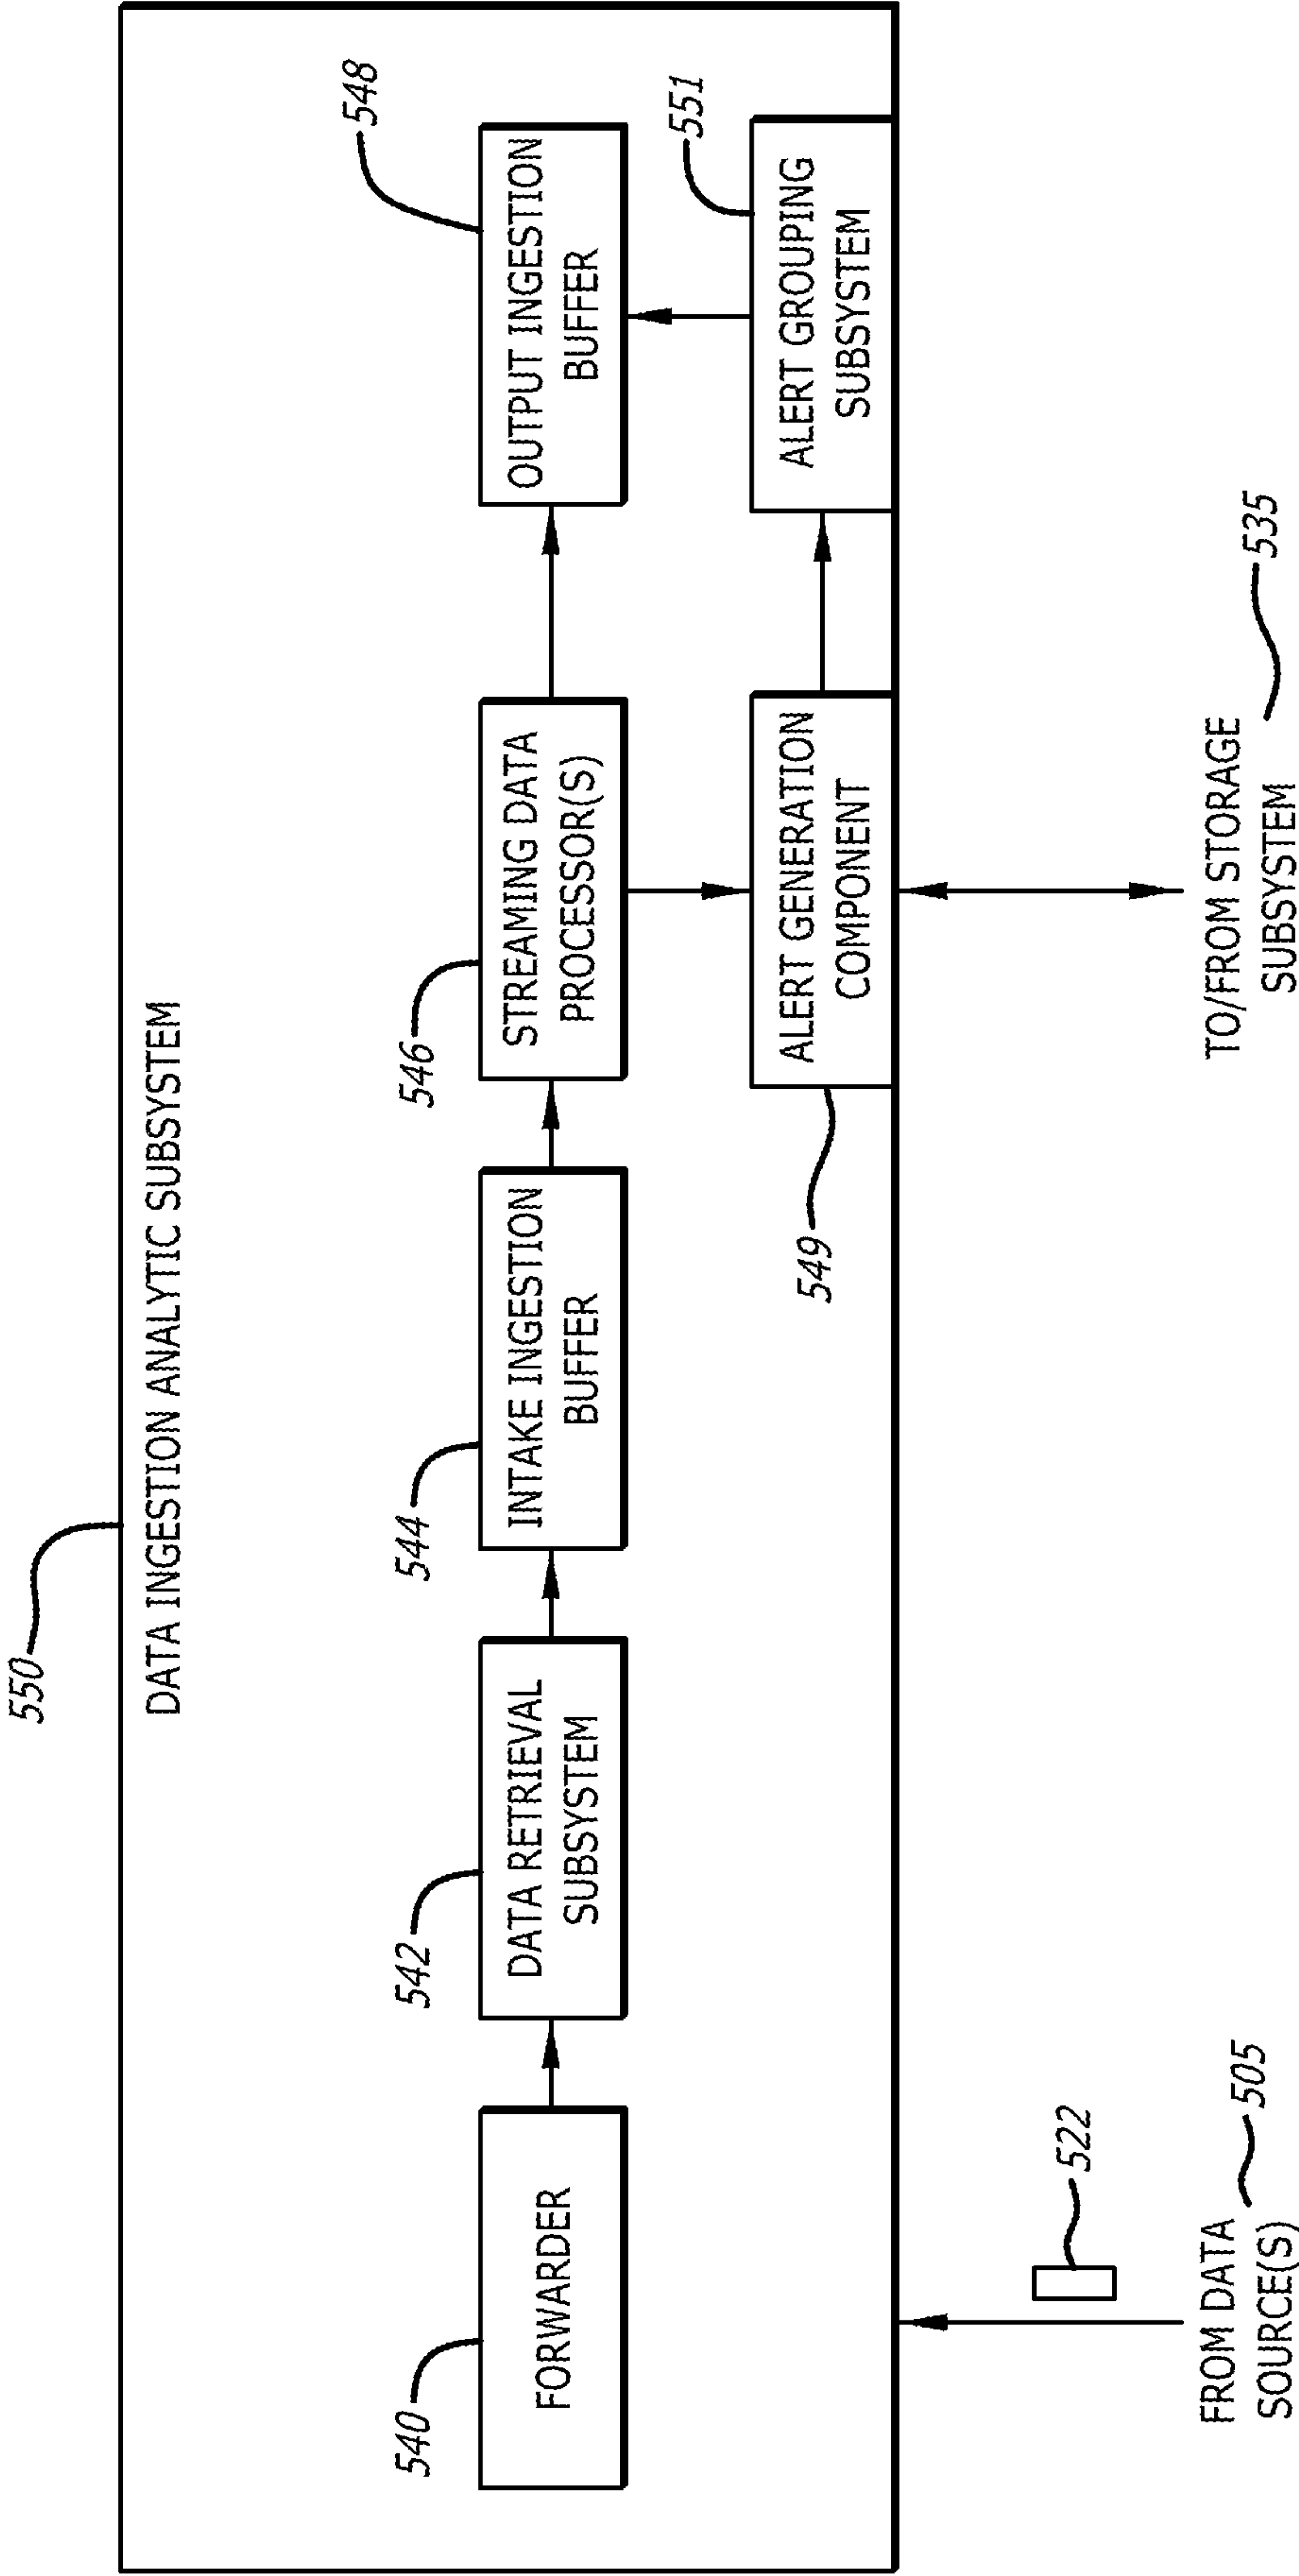 550
DATA INGESTION ANALYTIC SUBSYSTEM
540
FORWARDER
542
DATA RETRIEVAL
SUBSYSTEM
544
INTAKE INGESTION
BUFFER
546
STREAMING DATA
PROCESSOR(S)
548
OUTPUT INGESTION
BUFFER
549
ALERT GENERATION
COMPONENT
551
ALERT GROUPING
SUBSYSTEM
522
FROM DATA
SOURCE(S)
505
TO/FROM STORAGE
SUBSYSTEM
535